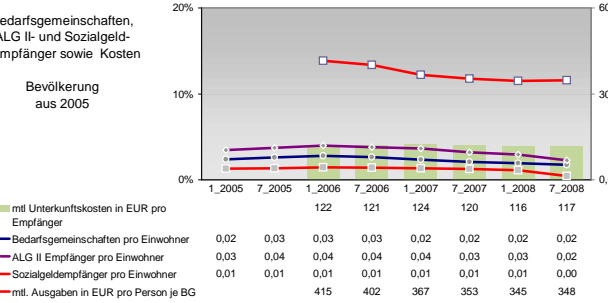 edarfsgemeinschaften,
ALG II- und Sozialgeld-
mpfänger sowie Kosten
Bevölkerung
aus 2005
20%
10%
0%
60
30
0,
1_2005 7_2005 1_2006 7_2006 1_2007 7_2007 1_2008 7_2008
mtl Unterkunftskosten in EUR pro
Empfänger
122 121 124 120 116 117
Bedarfsgemeinschaften pro Einwohner 0,02 0,03 0,03 0,03 0,02 0,02 0,02 0,02
ALG II Empfänger pro Einwohner 0,03 0,04 0,04 0,04 0,04 0,03 0,03 0,02
Sozialgeldempfänger pro Einwohner 0,01 0,01 0,01 0,01 0,01 0,01 0,01 0,00
mtl. Ausgaben in EUR pro Person je BG 415 402 367 353 345 348